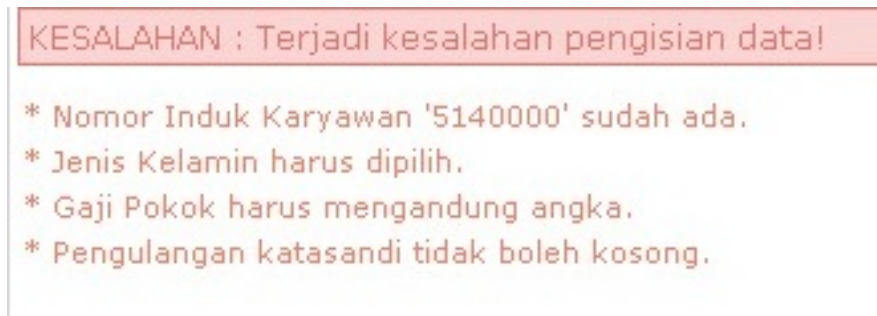 KESALAHAN : Terjadi kesalahan pengisian data!
* Nomor Induk Karyawan '5140000' sudah ada.
* Jenis Kelamin harus dipilih.
* Gaji Pokok harus mengandung angka.
* Pengulangan katasandi tidak boleh kosong.